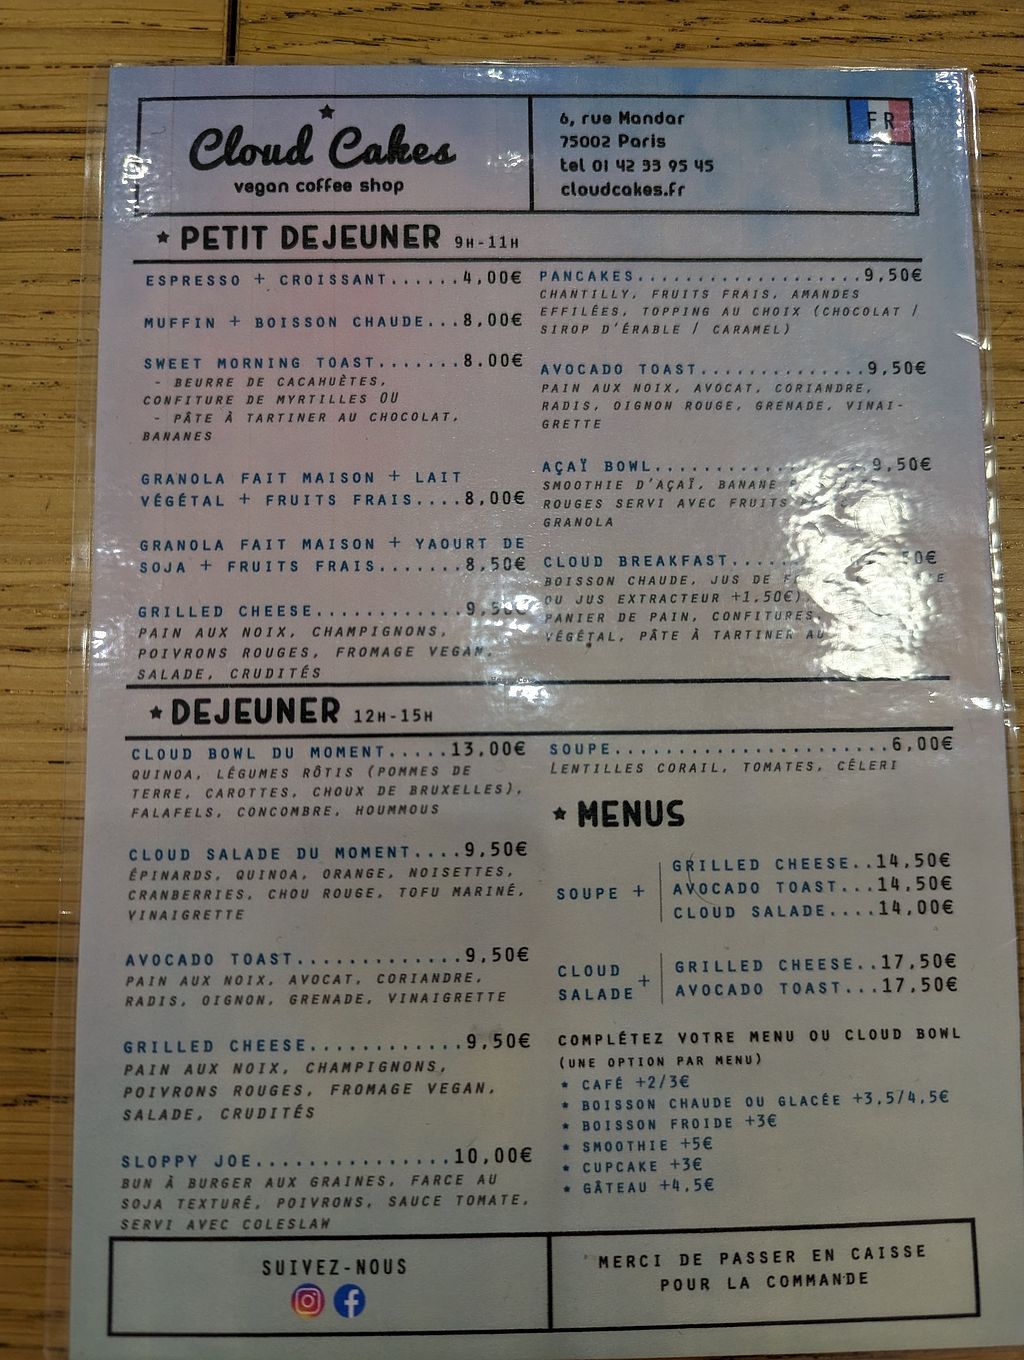 Cloud Cakes
vegan coffee shop
6, rue Mandar
75002 Paris
tel 01 42 33 95 45
cloudcakes.fr
FR
★ PETIT DEJEUNER 9H-11H
ESPRESSO + CROISSANT......4,00€
MUFFIN + BOISSON CHAUDE...8,00€
SWEET MORNING TOAST.......8.00€
- BEURRE DE CACAHUÈTES,
CONFITURE DE MYRTILLES OU
- PÂTE À TARTINER AU CHOCOLAT,
BANANES
GRANOLA FAIT MAISON + LAIT
VÉGÉTAL + FRUITS FRAIS....8,00€
GRANOLA FAIT MAISON + YAOURT DE
SOJA + FRUITS FRAIS.......8,50€
GRILLED CHEESE............9,50€
PAIN AUX NOIX, CHAMPIGNONS,
POIVRONS ROUGES, FROMAGE VEGAN,
SALADE, CRUDITÉS
PANCAKES..................9,50€
CHANTILLY, FRUITS FRAIS, AMANDES
EFFILÉES, TOPPING AU CHOIX (CHOCOLAT /
SIROP D'ÉRABLE / CARAMEL)
AVOCADO TOAST.............9,50€
PAIN AUX NOIX, AVOCAT, CORIANDRE,
RADIS, OIGNON ROUGE, GRENADE, VINAI-
GRETTE
AÇAÏ BOWL.................9,50€
SMOOTHIE D'AÇAÏ, BANANE
ROUGES SERVI AVEC FRUITS
GRANOLA
CLOUD BREAKFAST
BOISSON CHAUDE, JUS DE
OU JUS EXTRACTEUR +1,50€)
PANIER DE PAIN, CONFITURES,
VÉGÉTAL, PÂTE À TARTINER AU
★ DEJEUNER 12H-15H
CLOUD BOWL DU MOMENT.....13,00€
QUINOA, LÉGUMES RÔTIS (POMMES DE
TERRE, CAROTTES, CHOUX DE BRUXELLES),
FALAFELS, CONCOMBRE, HOUMMOUS
CLOUD SALADE DU MOMENT....9,50€
ÉPINARDS, QUINOA, ORANGE, NOISETTES,
CRANBERRIES, CHOU ROUGE, TOFU MARINÉ,
VINAIGRETTE
AVOCADO TOAST.............9,50€
PAIN AUX NOIX, AVOCAT, CORIANDRE,
RADIS, OIGNON, GRENADE, VINAIGRETTE
GRILLED CHEESE............9,50€
PAIN AUX NOIX, CHAMPIGNONS,
POIVRONS ROUGES, FROMAGE VEGAN,
SALADE, CRUDITÉS
SLOPPY JOE...............10,00€
BUN À BURGER AUX GRAINES, FARCE AU
SOJA TEXTURÉ, POIVRONS, SAUCE TOMATE,
SERVI AVEC COLESLAW
SOUPE.....................6,00€
LENTILLES CORAIL, TOMATES, CÉLERI
★ MENUS
SOUPE +
GRILLED CHEESE..14,50€
AVOCADO TOAST...14,50€
CLOUD SALADE....14,00€
CLOUD
SALADE +
GRILLED CHEESE..17,50€
AVOCADO TOAST...17,50€
COMPLÉTEZ VOTRE MENU OU CLOUD BOWL
(UNE OPTION PAR MENU)
★ CAFÉ +2/3€
★ BOISSON CHAUDE OU GLACÉE +3,5/4,5€
★ BOISSON FROIDE +3€
★ SMOOTHIE +5€
★ CUPCAKE +3€
★ GÂTEAU +4,5€
SUIVEZ-NOUS
MERCI DE PASSER EN CAISSE
POUR LA COMMANDE